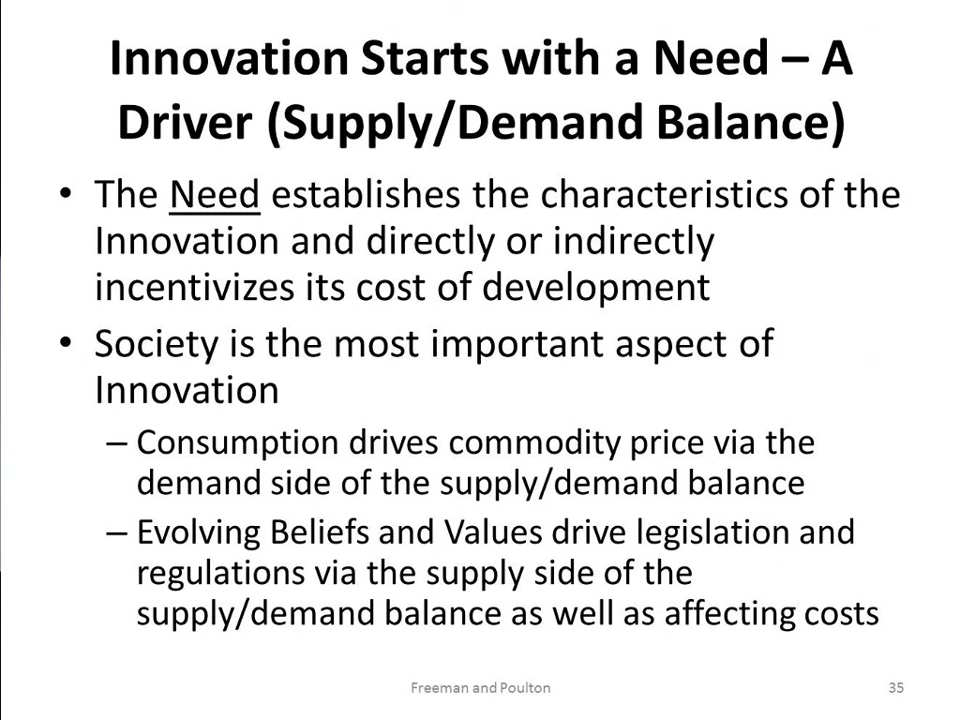 Innovation Starts with a Need – A
Driver (Supply/Demand Balance)
• The Need establishes the characteristics of the
Innovation and directly or indirectly
incentivizes its cost of development
• Society is the most important aspect of
Innovation
– Consumption drives commodity price via the
demand side of the supply/demand balance
– Evolving Beliefs and Values drive legislation and
regulations via the supply side of the
supply/demand balance as well as affecting costs
Freeman and Poulton
35